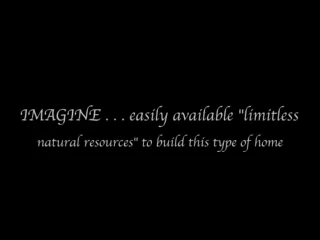 IMAGINE . . . easily available "limitless
natural resources" to build this type of home